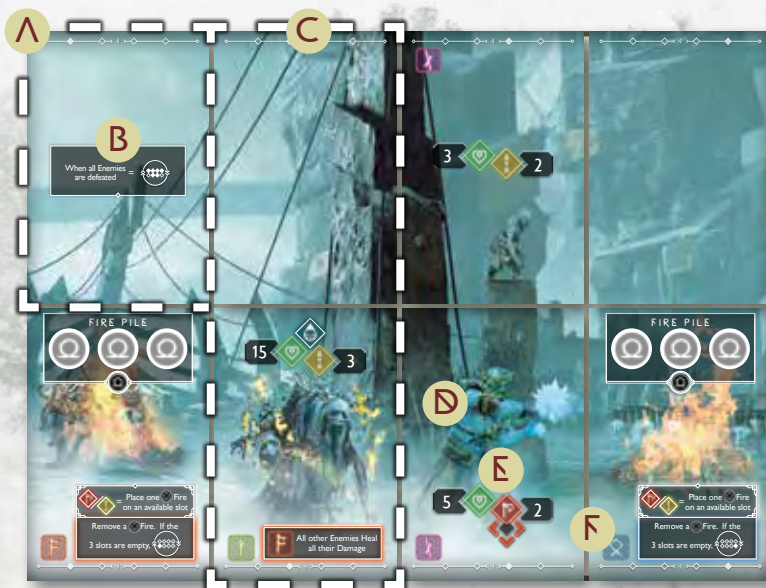 A
C
B
When all Enemies =
are defeated
3
2
FIRE PILE
Ω Ω Ω
15
3
D
E
5
2
F
FIRE PILE
Ω Ω Ω
= Place one Fire
on an available slot
Remove a Fire. If the
3 slots are empty,
All other Enemies Heal
all their Damage
= Place one Fire
on an available slot
Remove a Fire. If the
3 slots are empty,